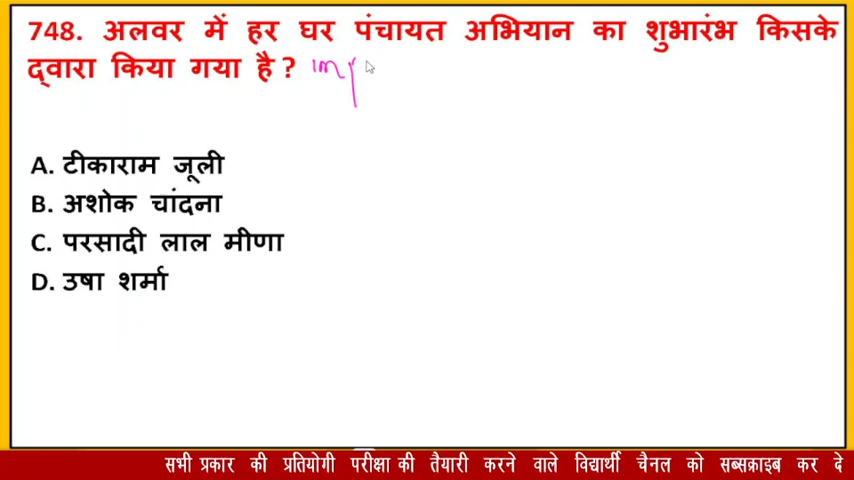 748. अलवर में हर घर पंचायत अभियान का शुभारंभ किसके
द्वारा किया गया है ? imp
A. टीकाराम जूली
B. अशोक चांदना
C. परसादी लाल मीणा
D. उषा शर्मा
सभी प्रकार की प्रतियोगी परीक्षा की तैयारी करने वाले विद्यार्थी चैनल को सब्सक्राइब कर दे